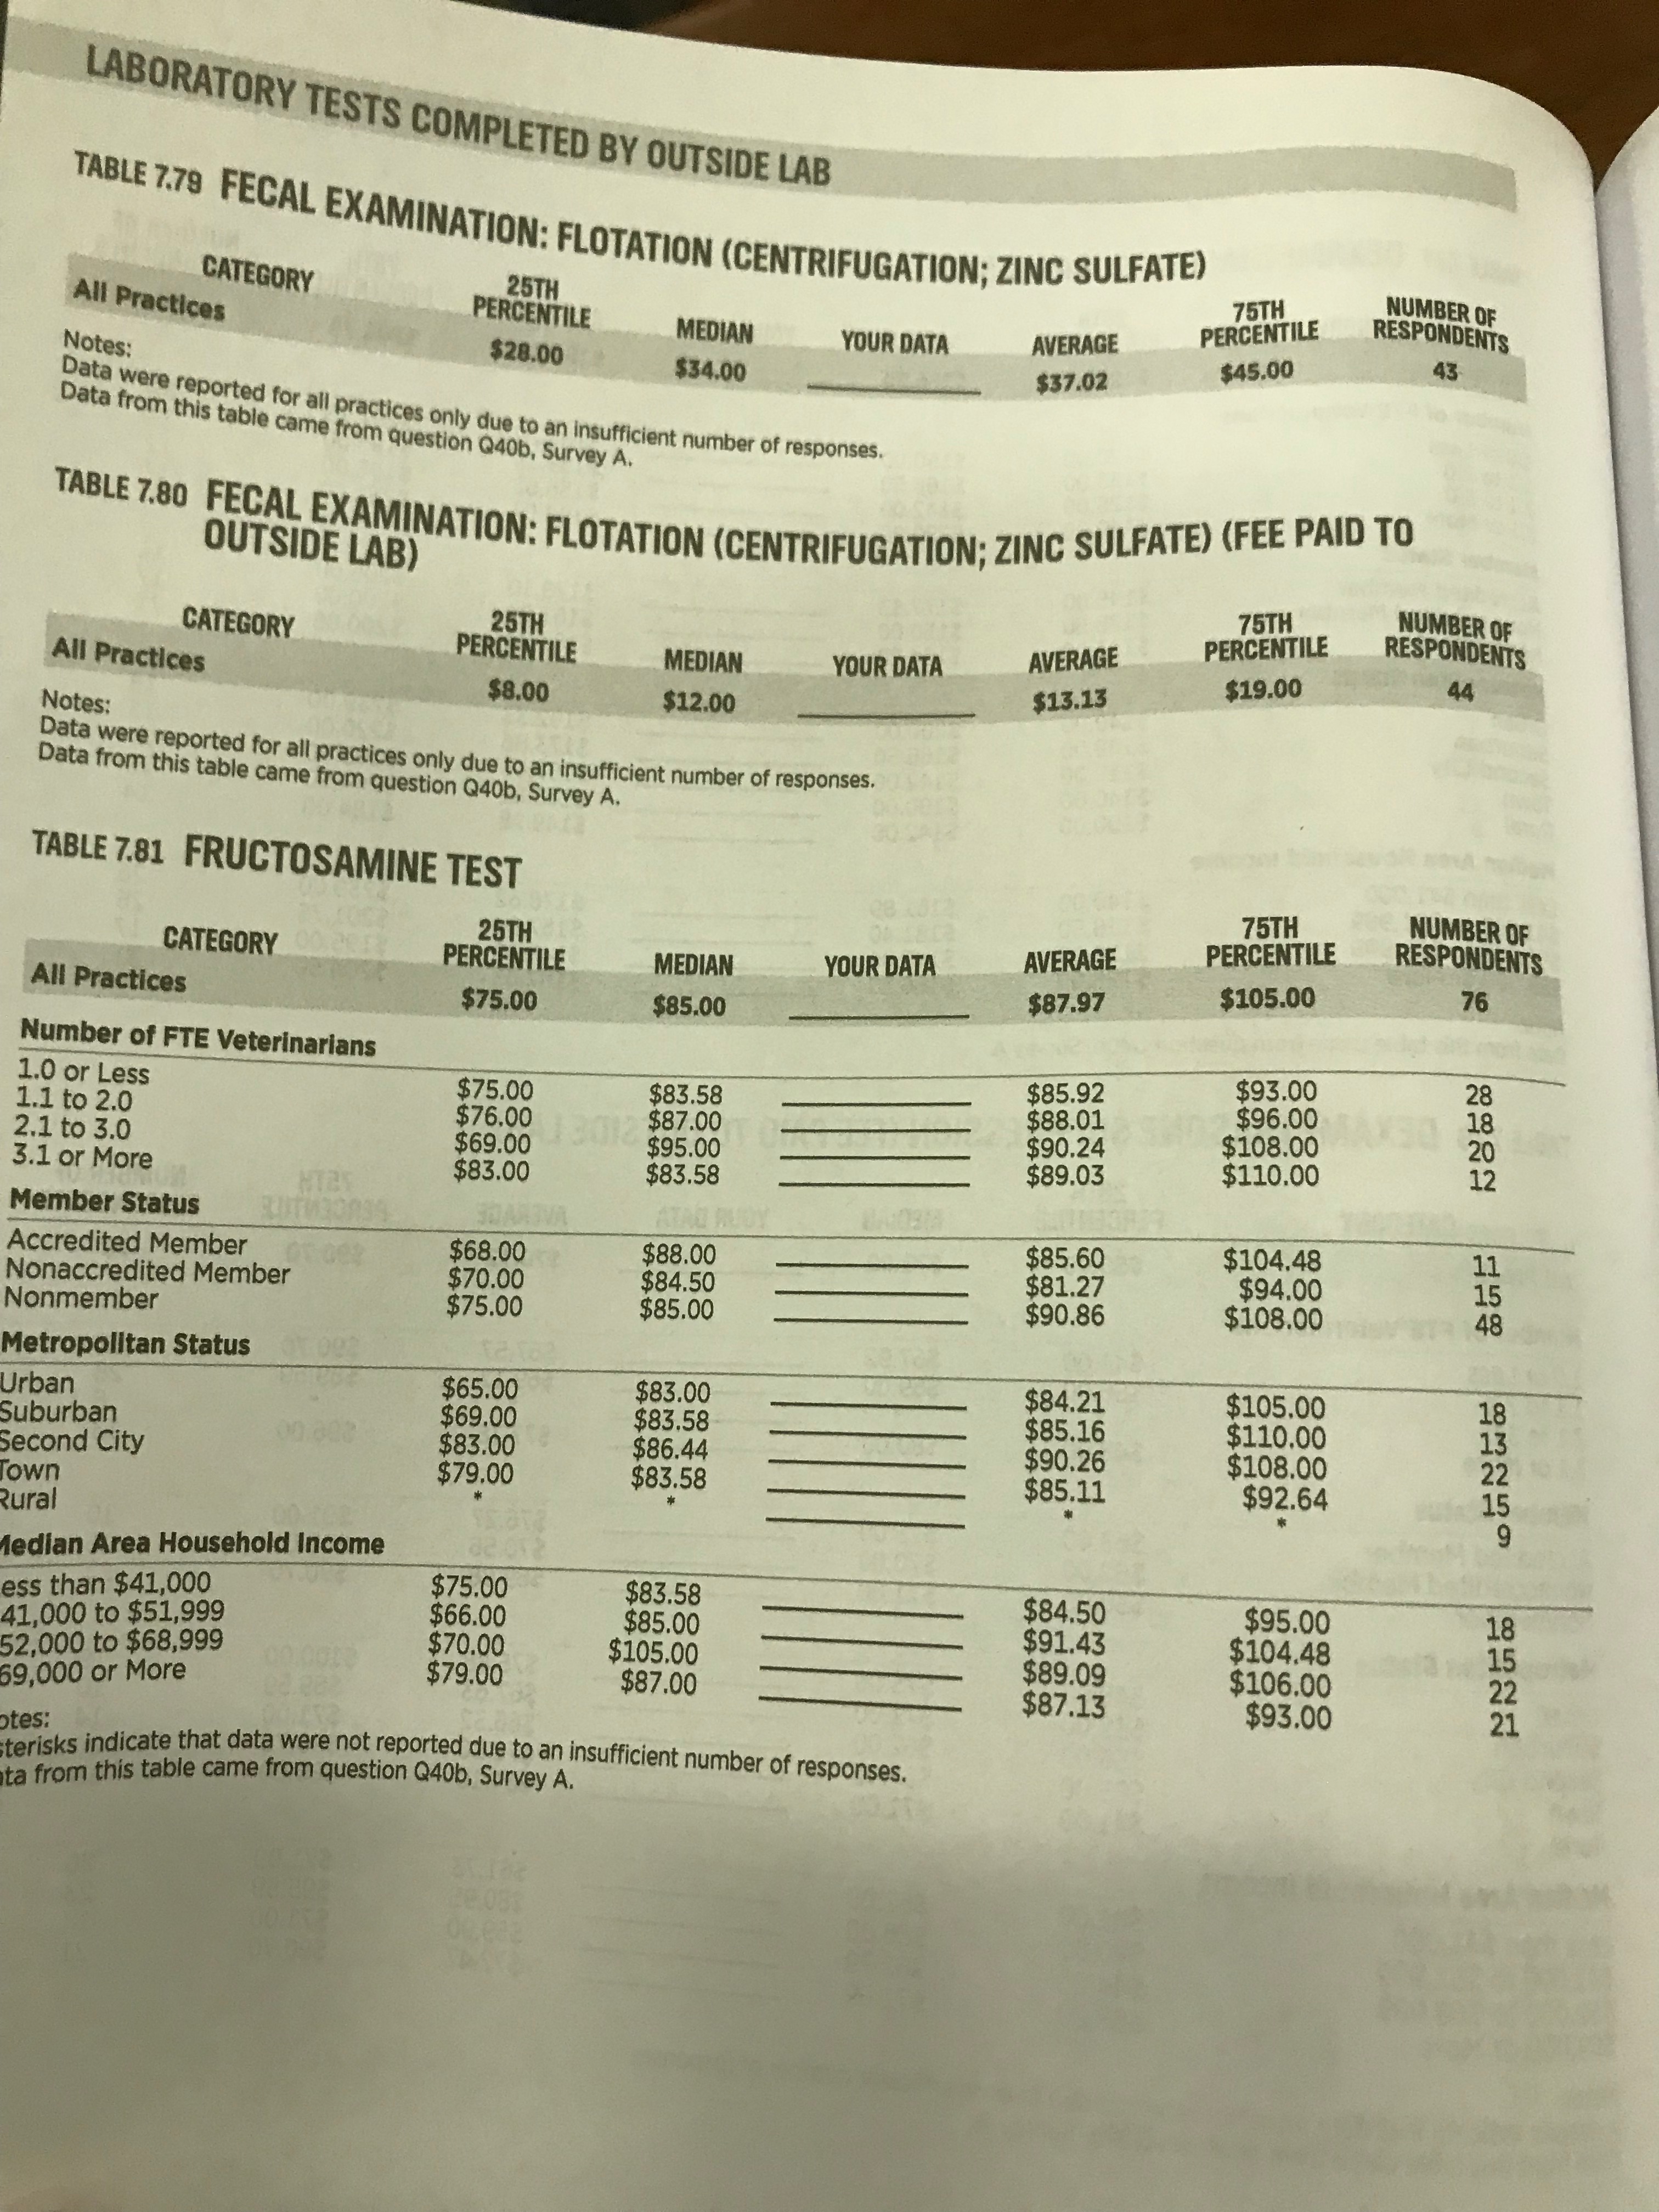 LABORATORY TESTS COMPLETED BY OUTSIDE LAB
TABLE 7.79 FECAL EXAMINATION: FLOTATION (CENTRIFUGATION; ZINC SULFATE)
CATEGORY 25TH PERCENTILE MEDIAN YOUR DATA AVERAGE 75TH PERCENTILE NUMBER OF RESPONDENTS
All Practices $28.00 $34.00 $37.02 $45.00 43
Notes:
Data were reported for all practices only due to an insufficient number of responses.
Data from this table came from question Q40b, Survey A.
TABLE 7.80 FECAL EXAMINATION: FLOTATION (CENTRIFUGATION; ZINC SULFATE) (FEE PAID TO
OUTSIDE LAB)
CATEGORY 25TH PERCENTILE MEDIAN YOUR DATA AVERAGE 75TH PERCENTILE NUMBER OF RESPONDENTS
All Practices $8.00 $12.00 $13.13 $19.00 44
Notes:
Data were reported for all practices only due to an insufficient number of responses.
Data from this table came from question Q40b, Survey A.
TABLE 7.81 FRUCTOSAMINE TEST
CATEGORY 25TH PERCENTILE MEDIAN YOUR DATA AVERAGE 75TH PERCENTILE NUMBER OF RESPONDENTS
All Practices $75.00 $85.00 $87.97 $105.00 76
Number of FTE Veterinarians
1.0 or Less $75.00 $83.58 $85.92 $93.00 28
1.1 to 2.0 $76.00 $87.00 $88.01 $96.00 18
2.1 to 3.0 $69.00 $95.00 $90.24 $108.00 20
3.1 or More $83.00 $83.58 $89.03 $110.00 12
Member Status
Accredited Member $68.00 $88.00 $85.60 $104.48 11
Nonaccredited Member $70.00 $84.50 $81.27 $94.00 15
Nonmember $75.00 $85.00 $90.86 $108.00 48
Metropolitan Status
Urban $65.00 $83.00 $84.21 $105.00 18
Suburban $69.00 $83.58 $85.16 $110.00 13
Second City $83.00 $86.44 $90.26 $108.00 22
Town $79.00 $83.58 $85.11 $92.64 15
Rural * * * * 9
Median Area Household Income
ess than $41,000 $75.00 $83.58 $84.50 $95.00 18
41,000 to $51,999 $66.00 $85.00 $91.43 $104.48 15
52,000 to $68,999 $70.00 $105.00 $89.09 $106.00 22
69,000 or More $79.00 $87.00 $87.13 $93.00 21
otes:
sterisks indicate that data were not reported due to an insufficient number of responses.
ata from this table came from question Q40b, Survey A.